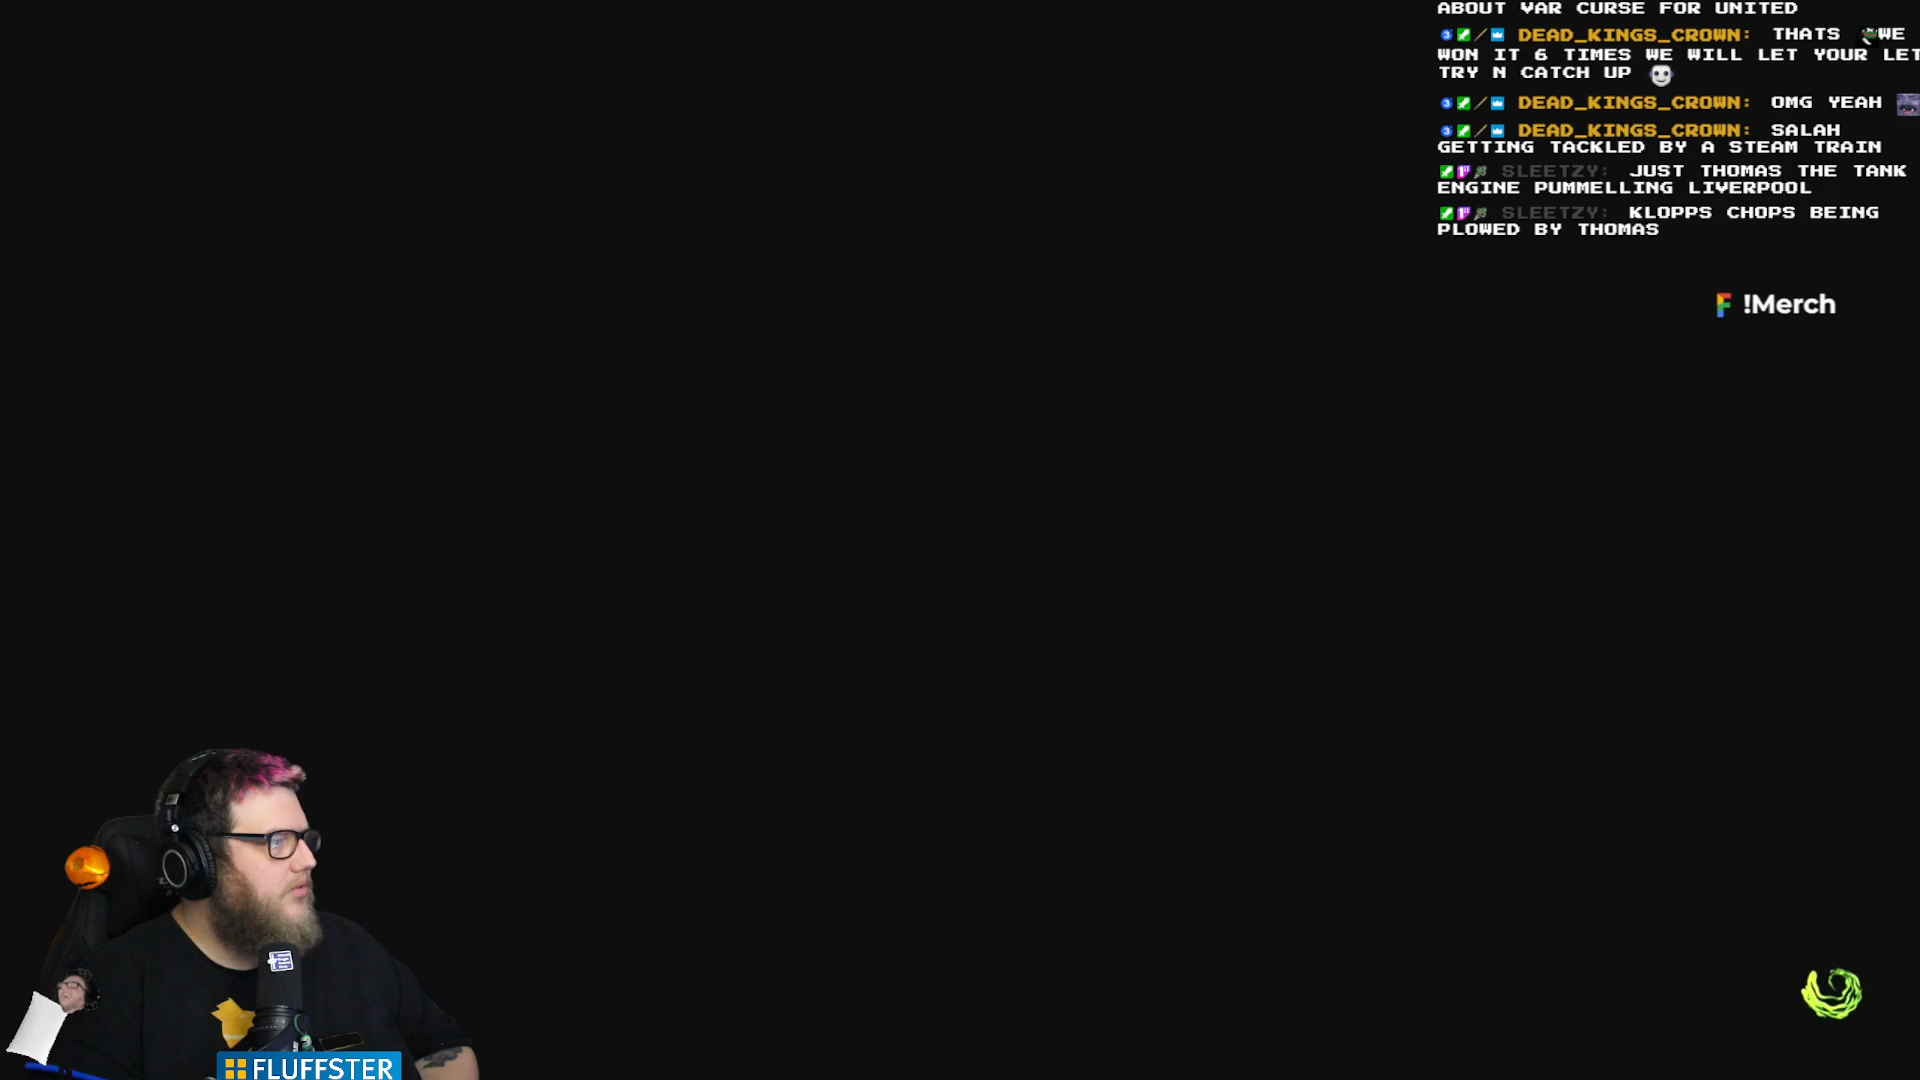 ABOUT VAR CURSE FOR UNITED
DEAD_KINGS_CROWN: THATS WE
WON IT 6 TIMES WE WILL LET YOUR LET
TRY N CATCH UP
DEAD_KINGS_CROWN: OMG YEAH
DEAD_KINGS_CROWN: SALAH
GETTING TACKLED BY A STEAM TRAIN
SLEETZY: JUST THOMAS THE TANK
ENGINE PUMMELLING LIVERPOOL
SLEETZY: KLOPPS CHOPS BEING
PLOWED BY THOMAS
F !Merch
FLUFFSTER